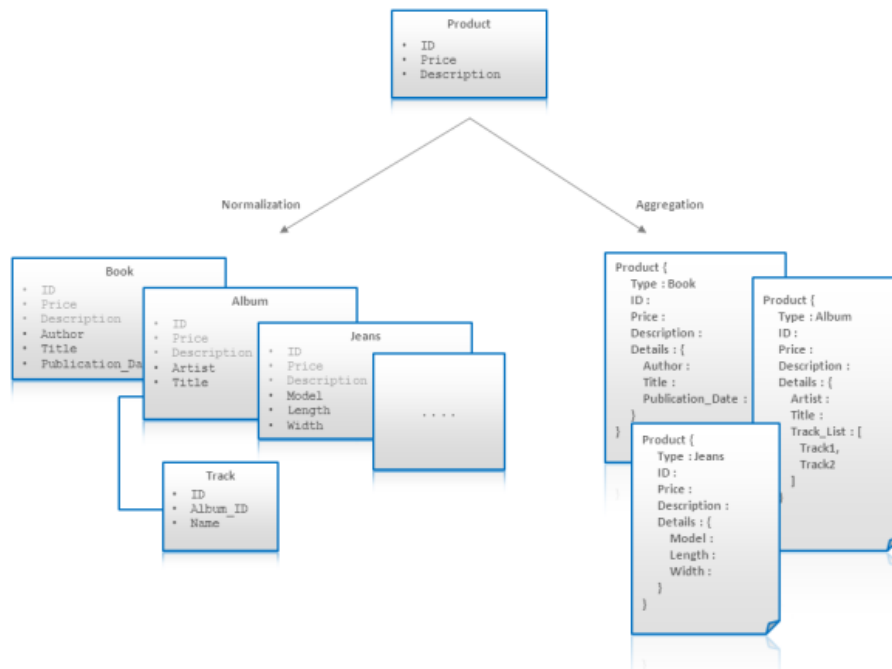 Product
• ID
• Price
• Description
Normalization
Aggregation
Book
• ID
• Price
• Description
• Author
• Title
• Publication_Da
Album
• ID
• Price
• Description
• Artist
• Title
Jeans
• ID
• Price
• Description
• Model
• Length
• Width
. . . .
Track
• ID
• Album_ID
• Name
Product {
Type : Book
ID :
Price :
Description :
Details : {
Author :
Title :
Publication_Date :
}
}
Product {
Type : Album
ID :
Price :
Description :
Details : {
Artist :
Title :
Track_List : [
Track1,
Track2
]
}
Product {
Type : Jeans
ID :
Price :
Description :
Details : {
Model :
Length :
Width :
}
}